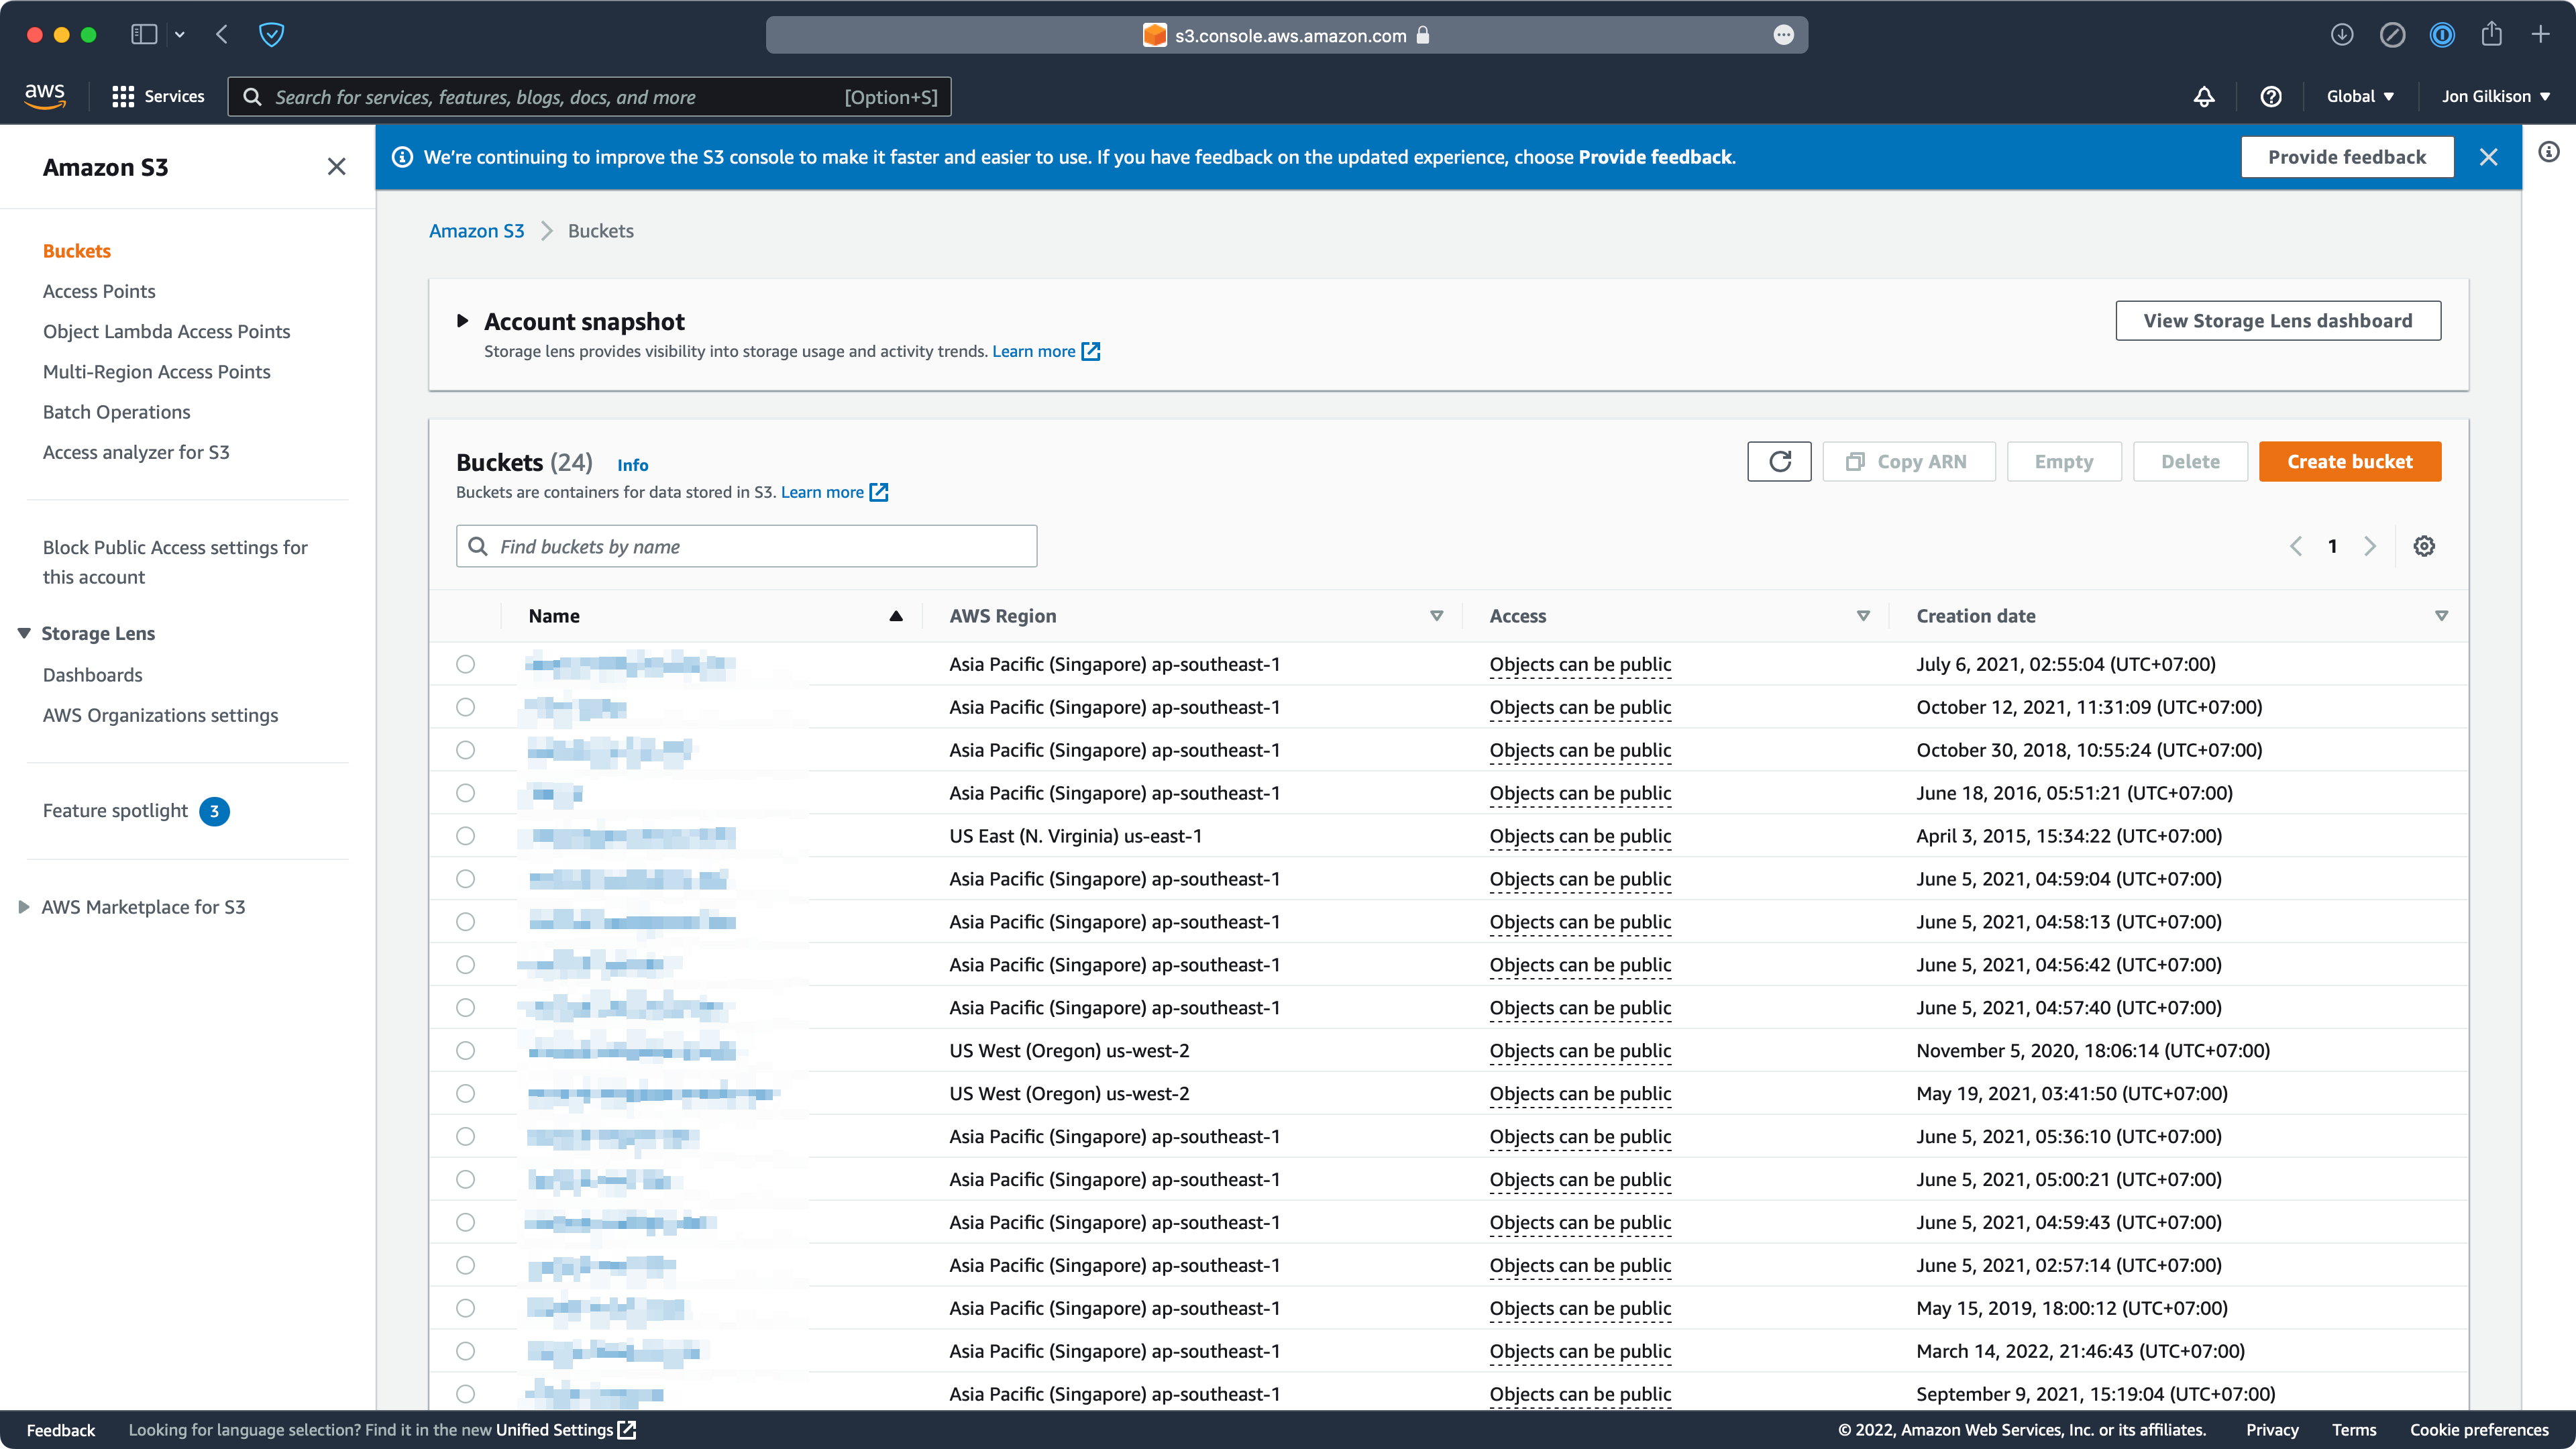 s3.console.aws.amazon.com
aws
Services
Search for services, features, blogs, docs, and more
[Option+S]
Global
Jon Gilkison
Amazon S3
We’re continuing to improve the S3 console to make it faster and easier to use. If you have feedback on the updated experience, choose Provide feedback.
Provide feedback
Buckets
Access Points
Object Lambda Access Points
Multi-Region Access Points
Batch Operations
Access analyzer for S3
Block Public Access settings for
this account
Storage Lens
Dashboards
AWS Organizations settings
Feature spotlight 3
AWS Marketplace for S3
Amazon S3 Buckets
Account snapshot
Storage lens provides visibility into storage usage and activity trends. Learn more
View Storage Lens dashboard
Buckets (24) Info
Buckets are containers for data stored in S3. Learn more
Copy ARN
Empty
Delete
Create bucket
Find buckets by name
1
Name AWS Region Access Creation date
Asia Pacific (Singapore) ap-southeast-1 Objects can be public July 6, 2021, 02:55:04 (UTC+07:00)
Asia Pacific (Singapore) ap-southeast-1 Objects can be public October 12, 2021, 11:31:09 (UTC+07:00)
Asia Pacific (Singapore) ap-southeast-1 Objects can be public October 30, 2018, 10:55:24 (UTC+07:00)
Asia Pacific (Singapore) ap-southeast-1 Objects can be public June 18, 2016, 05:51:21 (UTC+07:00)
US East (N. Virginia) us-east-1 Objects can be public April 3, 2015, 15:34:22 (UTC+07:00)
Asia Pacific (Singapore) ap-southeast-1 Objects can be public June 5, 2021, 04:59:04 (UTC+07:00)
Asia Pacific (Singapore) ap-southeast-1 Objects can be public June 5, 2021, 04:58:13 (UTC+07:00)
Asia Pacific (Singapore) ap-southeast-1 Objects can be public June 5, 2021, 04:56:42 (UTC+07:00)
Asia Pacific (Singapore) ap-southeast-1 Objects can be public June 5, 2021, 04:57:40 (UTC+07:00)
US West (Oregon) us-west-2 Objects can be public November 5, 2020, 18:06:14 (UTC+07:00)
US West (Oregon) us-west-2 Objects can be public May 19, 2021, 03:41:50 (UTC+07:00)
Asia Pacific (Singapore) ap-southeast-1 Objects can be public June 5, 2021, 05:36:10 (UTC+07:00)
Asia Pacific (Singapore) ap-southeast-1 Objects can be public June 5, 2021, 05:00:21 (UTC+07:00)
Asia Pacific (Singapore) ap-southeast-1 Objects can be public June 5, 2021, 04:59:43 (UTC+07:00)
Asia Pacific (Singapore) ap-southeast-1 Objects can be public June 5, 2021, 02:57:14 (UTC+07:00)
Asia Pacific (Singapore) ap-southeast-1 Objects can be public May 15, 2019, 18:00:12 (UTC+07:00)
Asia Pacific (Singapore) ap-southeast-1 Objects can be public March 14, 2022, 21:46:43 (UTC+07:00)
Asia Pacific (Singapore) ap-southeast-1 Objects can be public September 9, 2021, 15:19:04 (UTC+07:00)
Feedback
Looking for language selection? Find it in the new Unified Settings
© 2022, Amazon Web Services, Inc. or its affiliates.
Privacy
Terms
Cookie preferences